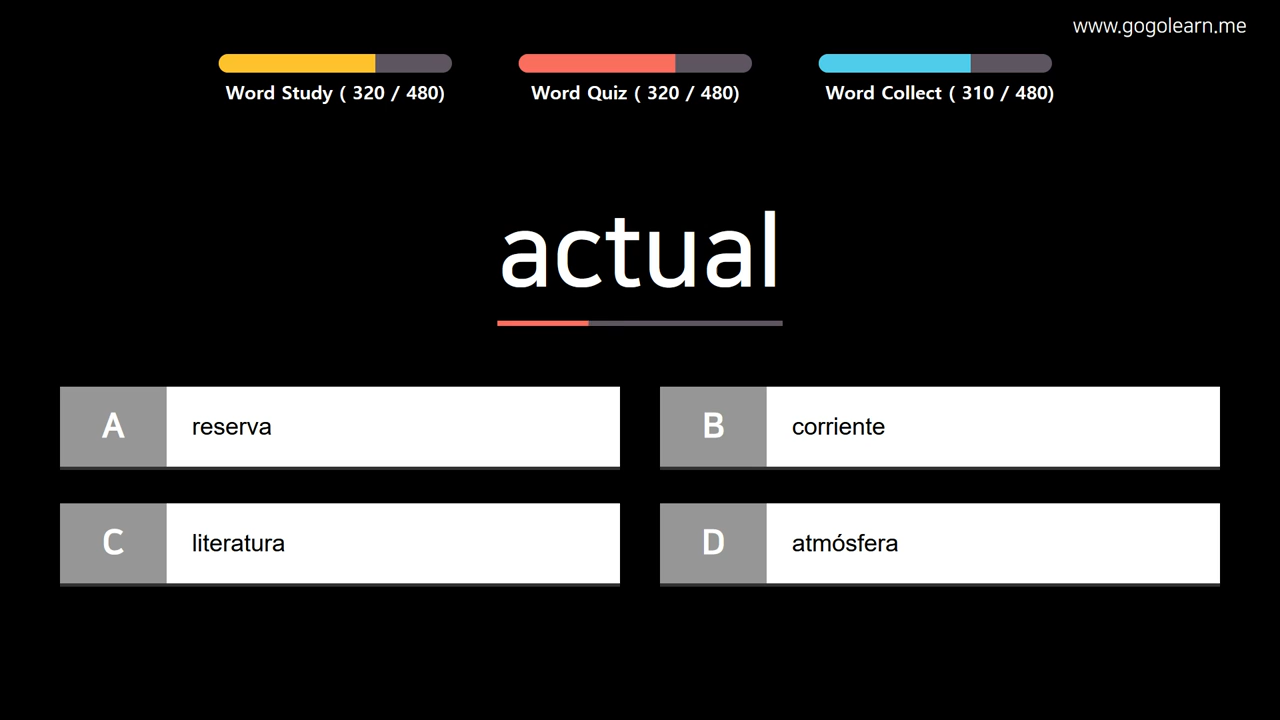 www.gogolearn.me
Word Study ( 320 / 480)
Word Quiz ( 320 / 480)
Word Collect ( 310 / 480)
actual
A reserva
B corriente
C literatura
D atmósfera